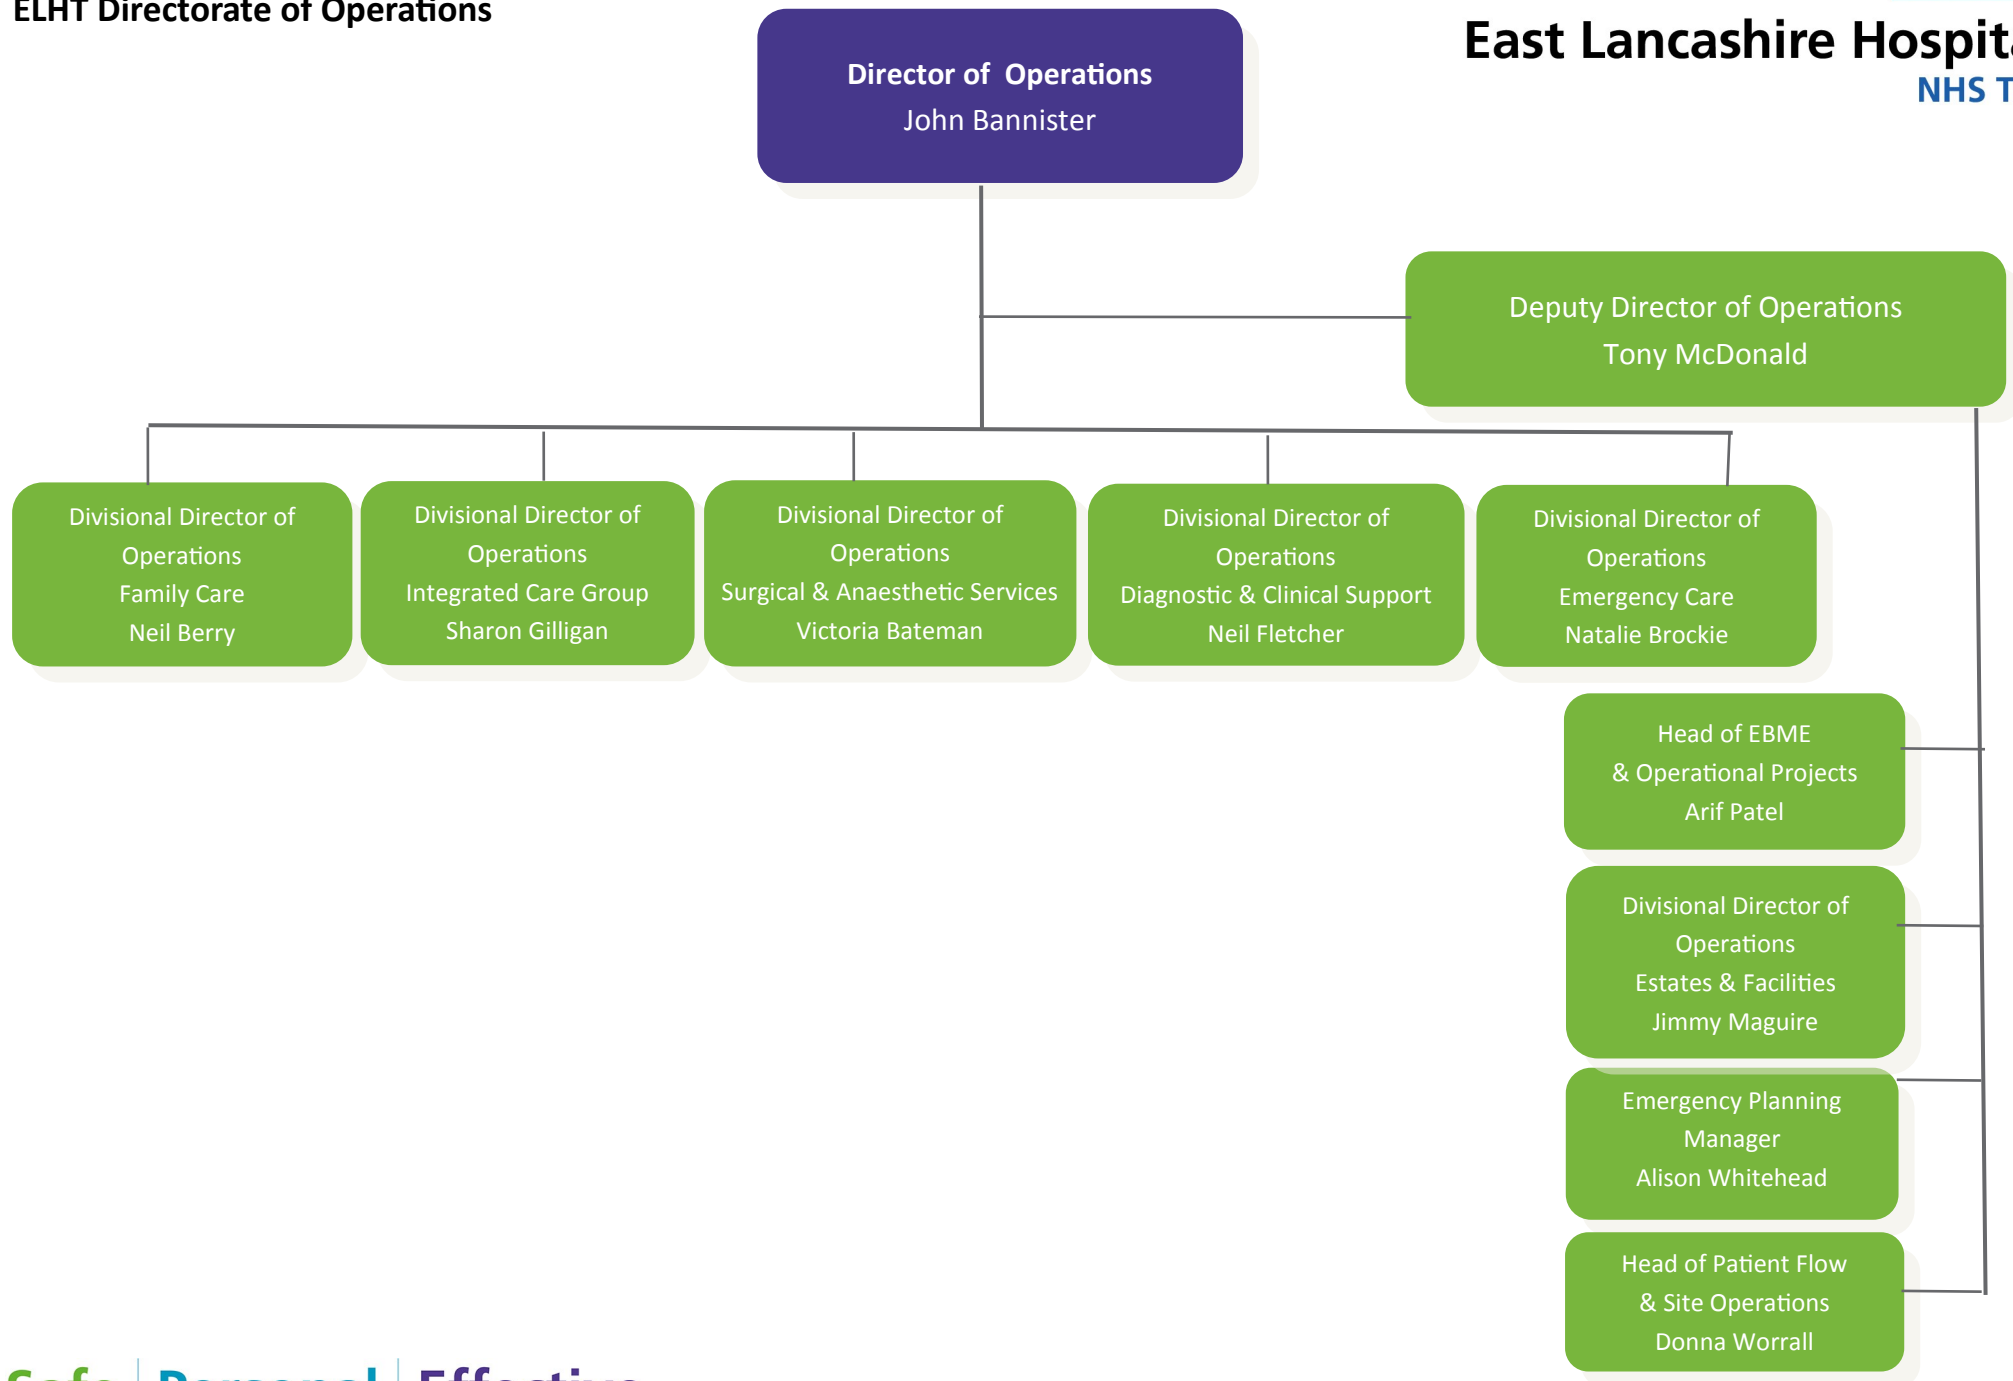 ELHT Directorate of Operations
East Lancashire
NHS
Director of Operations
John Bannister
Deputy Director of Operations
Tony McDonald
Divisional Director of
Operations
Family Care
Neil Berry
Divisional Director of
Operations
Integrated Care Group
Sharon Gilligan
Divisional Director of
Operations
Surgical & Anaesthetic Services
Victoria Bateman
Divisional Director of
Operations
Diagnostic & Clinical Support
Neil Fletcher
Divisional Director of
Operations
Emergency Care
Natalie Brockie
Head of EBME
& Operational Projects
Arif Patel
Divisional Director of
Operations
Estates & Facilities
Jimmy Maguire
Emergency Planning
Manager
Alison Whitehead
Head of Patient Flow
& Site Operations
Donna Worrall
Safe Personal Effective